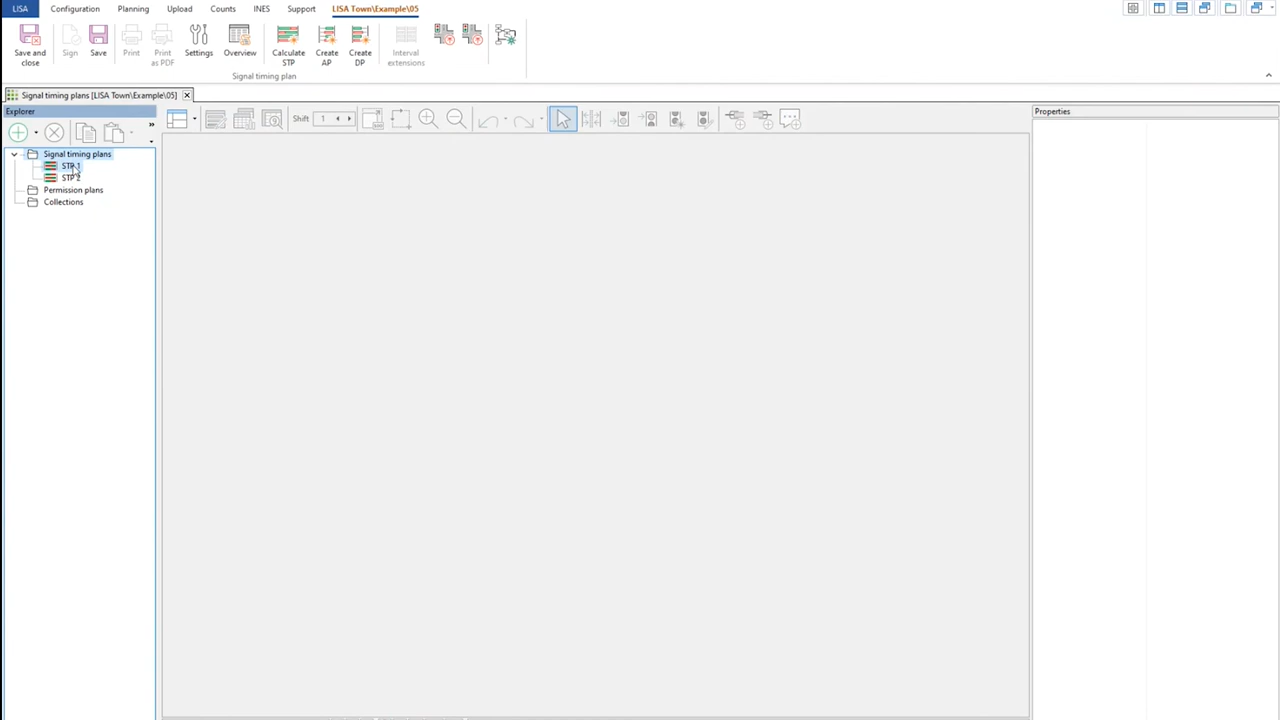 LISA Configuration Planning Upload Counts INES Support LISA Town\Example\05
Save and close Sign Save Print Print as PDF Settings Overview Calculate STP Create AP Create DP Interval extensions
Signal timing plan
Signal timing plans [LISA Town\Example\05]
Explorer
Shift 1
Properties
Signal timing plans
STP 1
STP 2
Permission plans
Collections